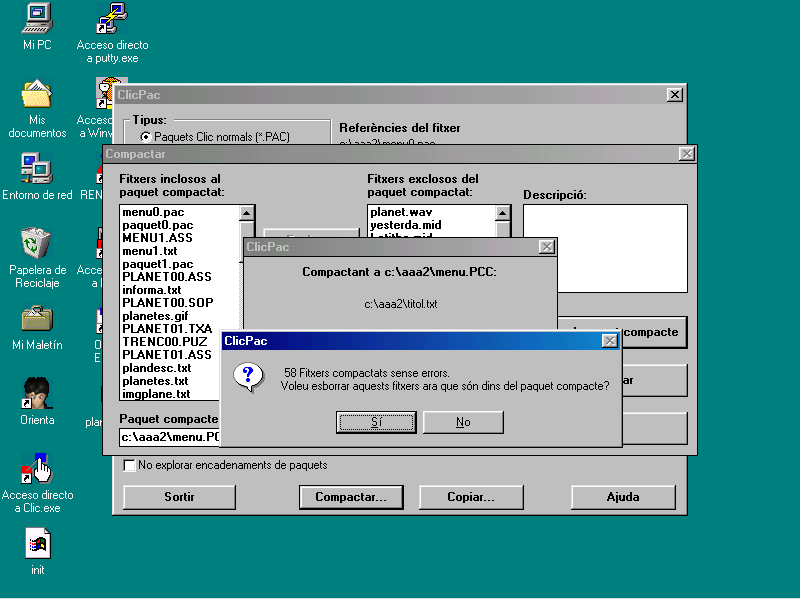 Mi PC
Acceso directo
a putty.exe
Mis
documentos
Entorno de red
Papelera de
Reciclaje
Mi Maletín
Orienta
Acceso directo
a Clic.exe
init
ClicPac
Tipus:
Paquets Clic normals (*.PAC)
Referències del fitxer
c:\aaa2\menu0.pac
Compactar
Fitxers inclosos al
paquet compactat:
menu0.pac
paquet0.pac
MENU1.ASS
menu1.txt
paquet1.pac
PLANET00.ASS
informa.txt
PLANET00.SOP
planetes.gif
PLANET01.TXA
TRENC00.PUZ
PLANET01.ASS
plandesc.txt
planetes.txt
imgplane.txt
Fitxers exclosos del
paquet compactat:
planet.wav
yesterda.mid
Descripció:
Paquet compacte
c:\aaa2\menu.PC
compacte
ClicPac
Compactant a c:\aaa2\menu.PCC:
c:\aaa2\titol.txt
ClicPac
58 Fitxers compactats sense errors.
Voleu esborrar aquests fitxers ara que són dins del paquet compacte?
Sí
No
No explorar encadenaments de paquets
Sortir
Compactar...
Copiar...
Ajuda